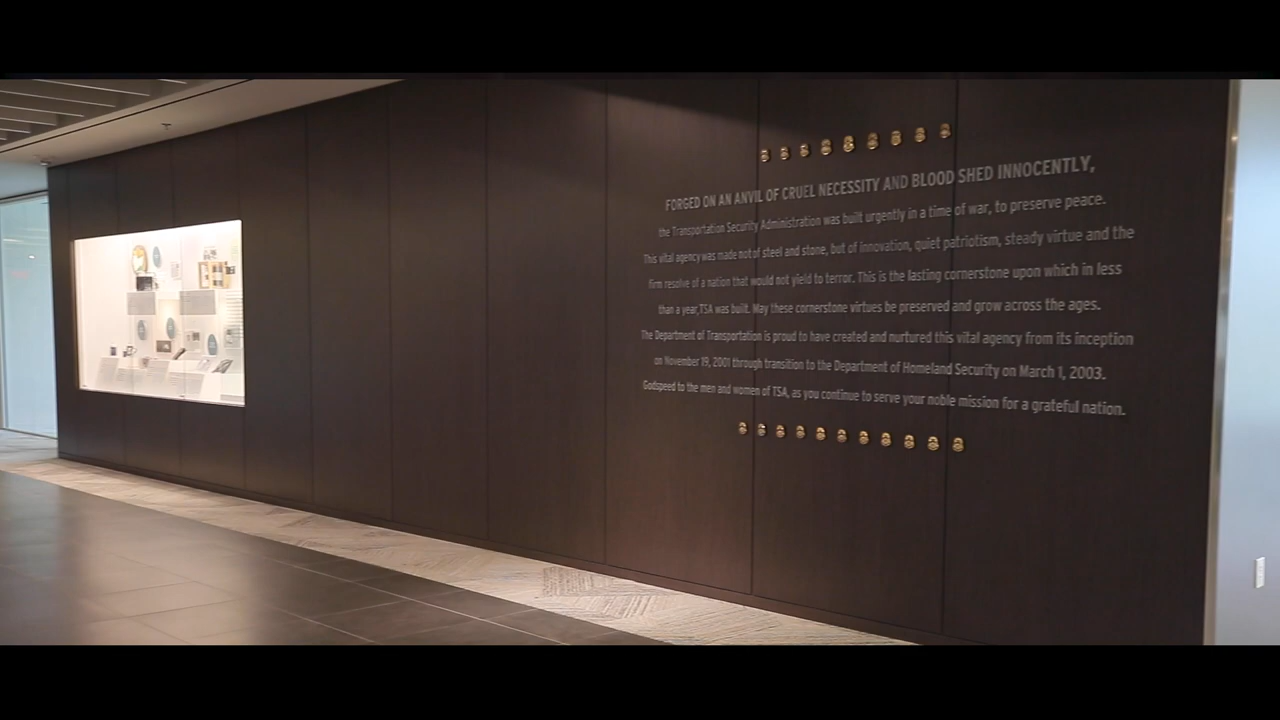 FORGED ON AN ANVIL OF CRUEL NECESSITY AND BLOOD SHED INNOCENTLY,
the Transportation Security Administration was built urgently in a time of war, to preserve peace.
This vital agency was made not of steel and stone, but of innovation, quiet patriotism, steady virtue and the
firm resolve of a nation that would not yield to terror. This is the lasting cornerstone upon which in less
than a year, TSA was built. May these cornerstone virtues be preserved and grow across the ages.
The Department of Transportation is proud to have created and nurtured this vital agency from its inception
on November 19, 2001 through transition to the Department of Homeland Security on March 1, 2003.
Godspeed to the men and women of TSA, as you continue to serve your noble mission for a grateful nation.